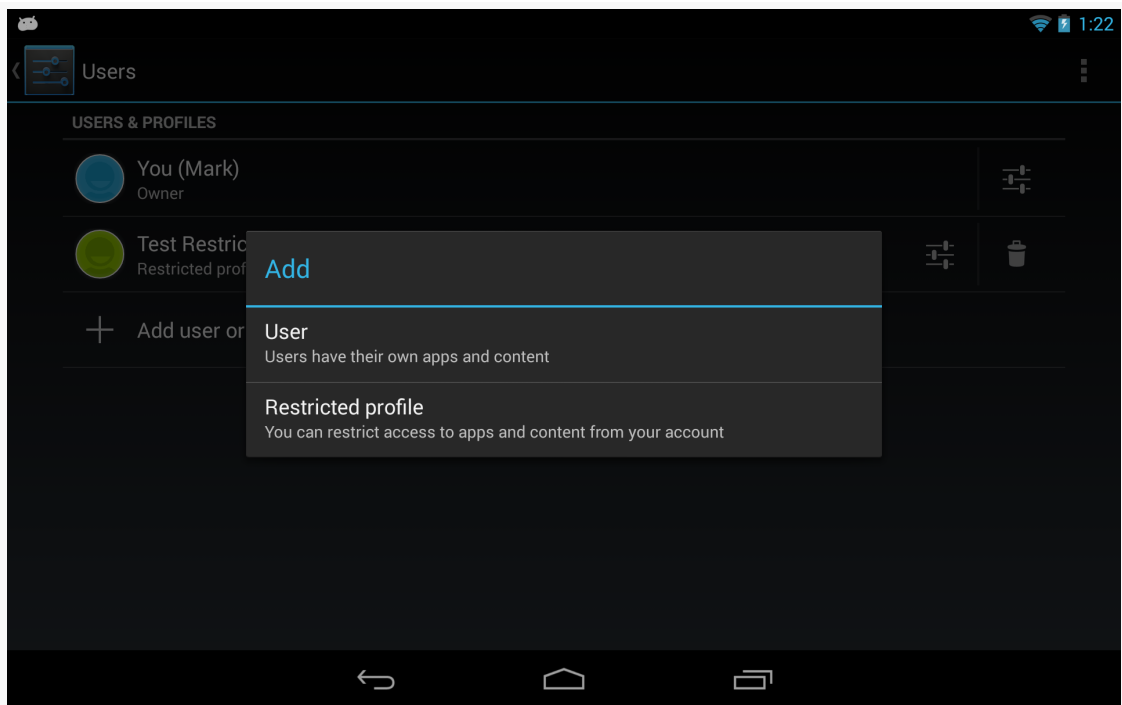 1:22
Users
USERS & PROFILES
You (Mark)
Owner
Test Restric
Restricted prof
Add user or
Add
User
Users have their own apps and content
Restricted profile
You can restrict access to apps and content from your account